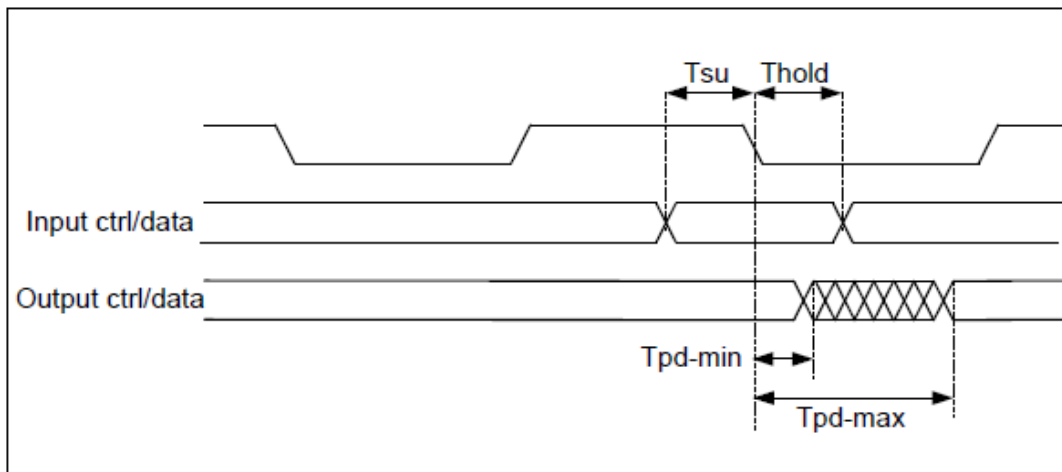 Tsu Thold
Input ctrl/data
Output ctrl/data
Tpd-min
Tpd-max